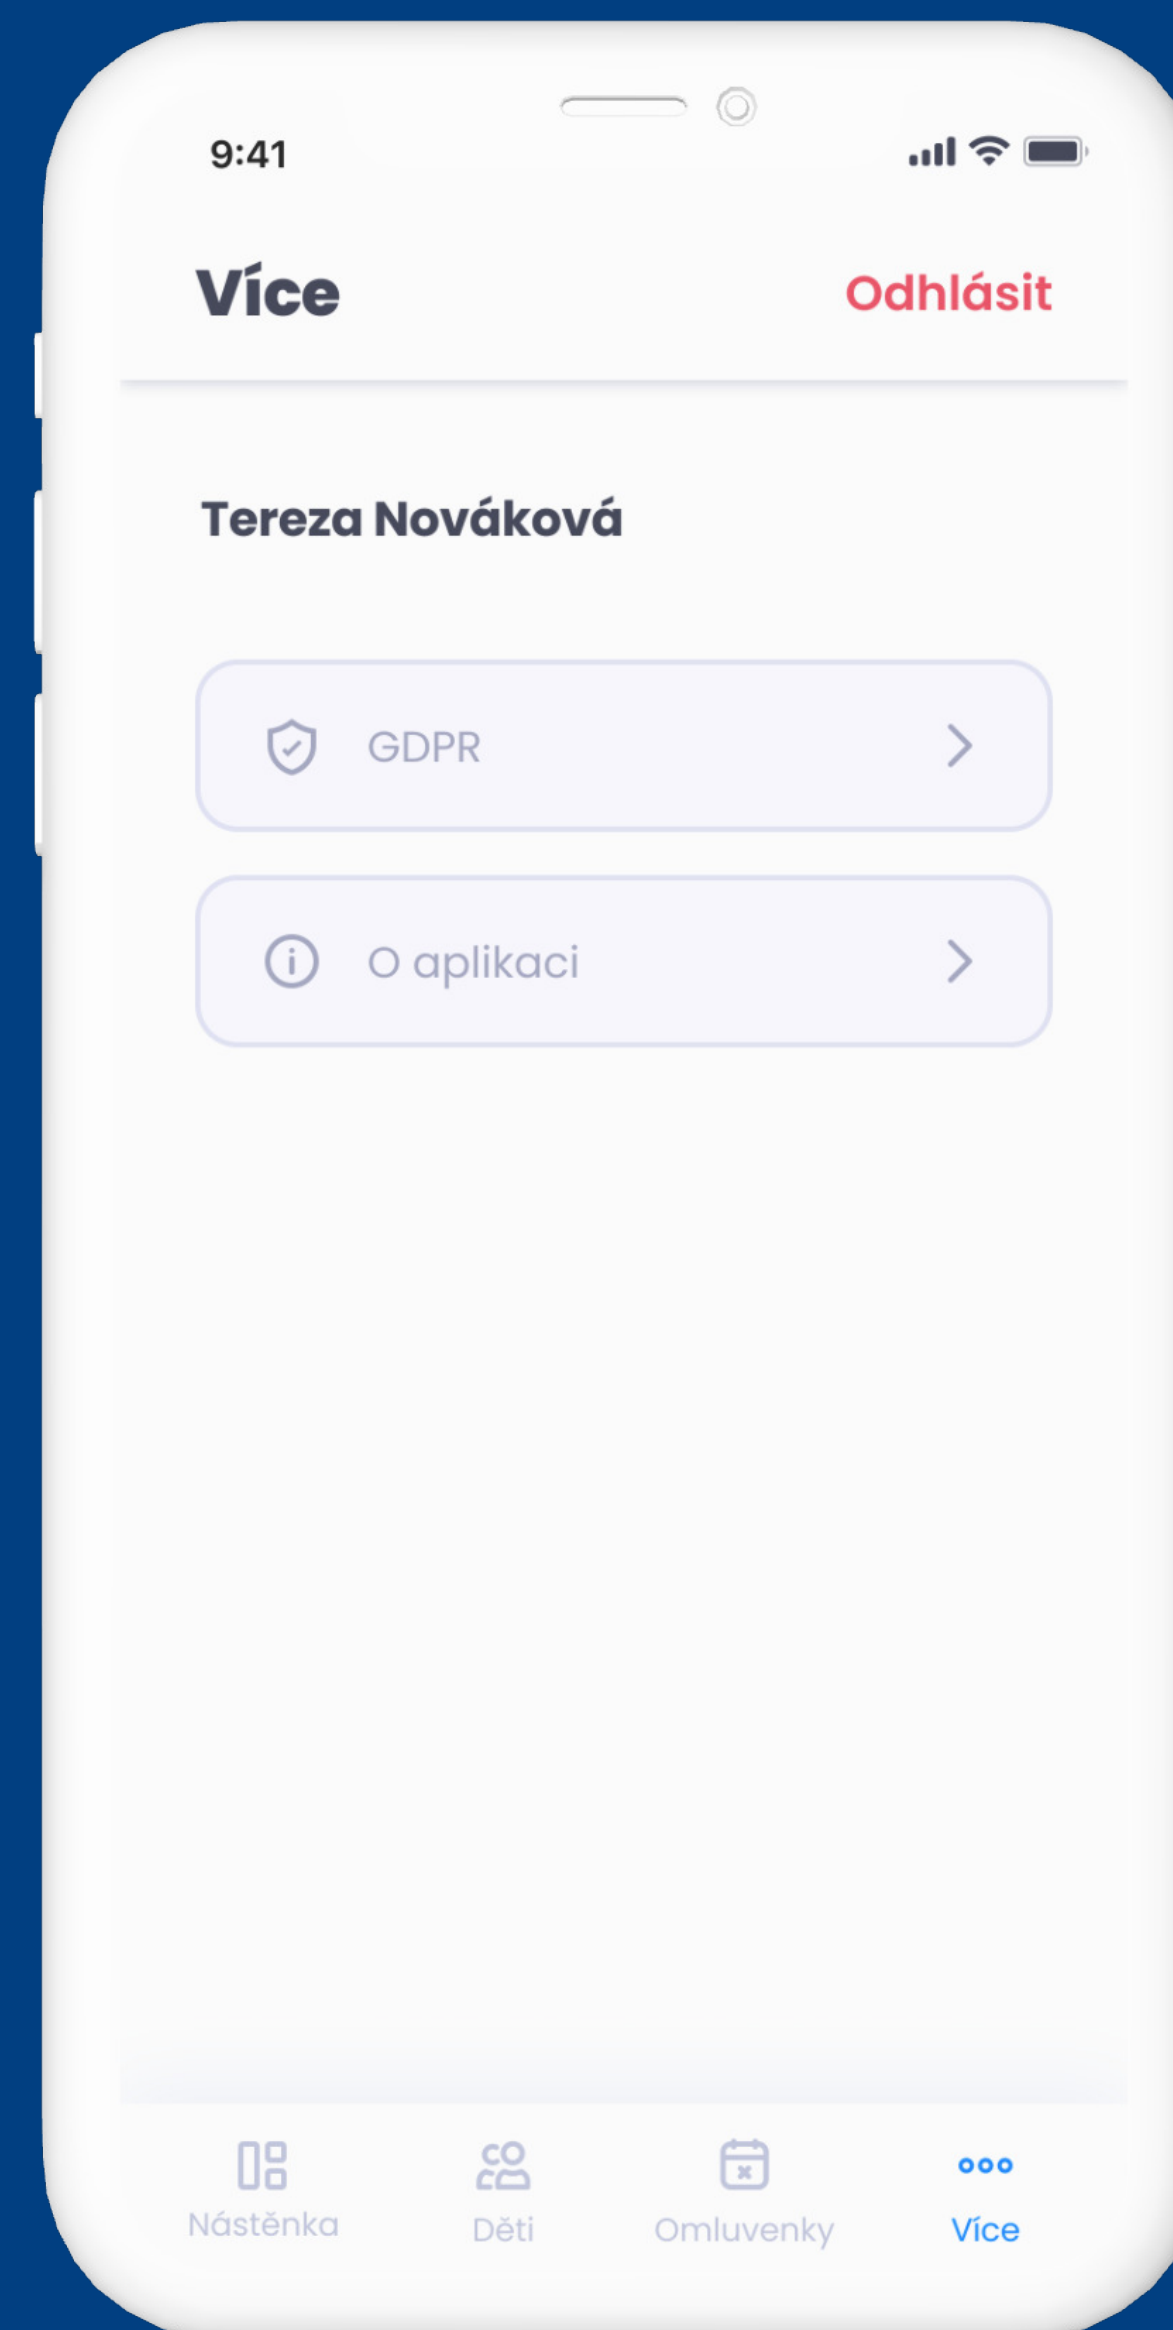 9:41
Více
Odhlásit
Tereza Nováková
GDPR
O aplikaci
Nástěnka
Děti
Omluvenky
Více